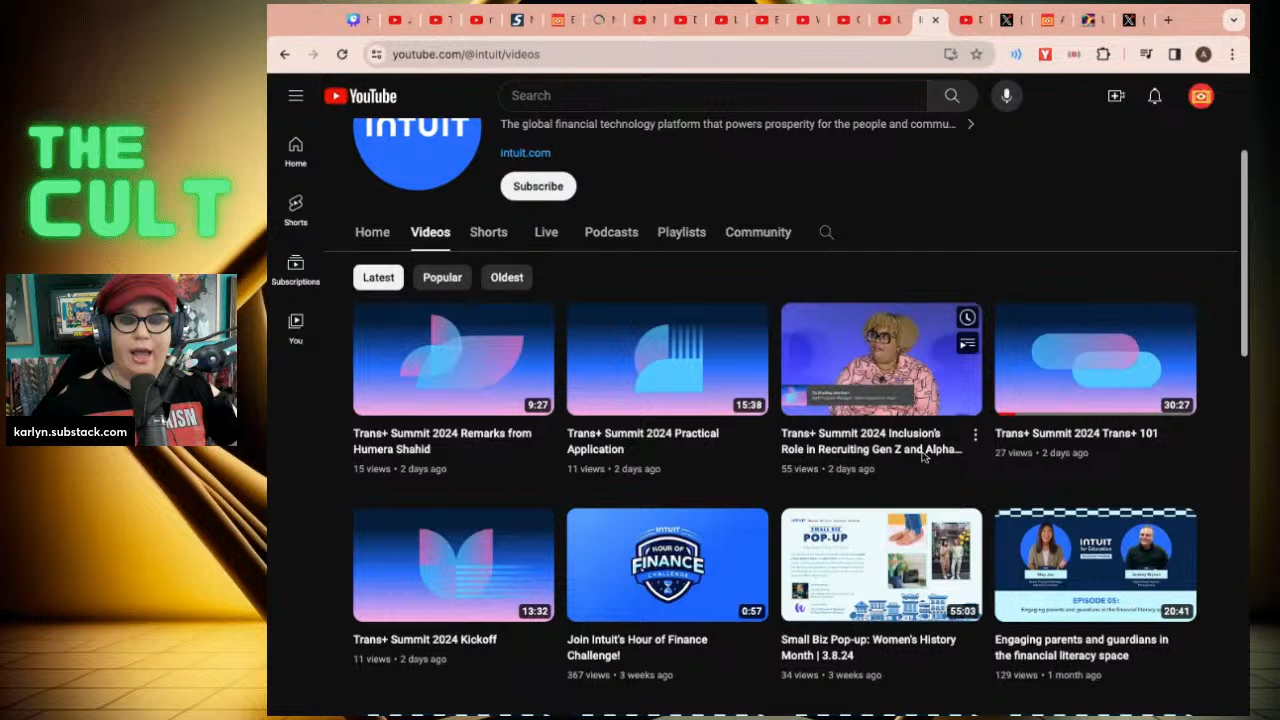 THE
CULT
karlyn.substack.com
youtube.com/@intuit/videos
YouTube
Search
INTUIT
The global financial technology platform that powers prosperity for the people and commu...
intuit.com
Subscribe
Home
Shorts
Subscriptions
You
Home
Videos
Shorts
Live
Podcasts
Playlists
Community
Latest
Popular
Oldest
9:27
15:38
30:27
Trans+ Summit 2024 Remarks from
Humera Shahid
15 views • 2 days ago
Trans+ Summit 2024 Practical
Application
11 views • 2 days ago
Trans+ Summit 2024 Inclusion's
Role in Recruiting Gen Z and Alpha...
55 views • 2 days ago
Trans+ Summit 2024 Trans+ 101
27 views • 2 days ago
13:32
INTUIT
HOUR OF
FINANCE
CHALLENGE!
0:57
SMALL BIZ
POP-UP
55:03
INTUIT
for Education
EPISODE 05:
Engaging parents and guardians in the financial literacy
20:41
Trans+ Summit 2024 Kickoff
11 views • 2 days ago
Join Intuit's Hour of Finance
Challenge!
367 views • 3 weeks ago
Small Biz Pop-up: Women's History
Month | 3.8.24
34 views • 3 weeks ago
Engaging parents and guardians in
the financial literacy space
129 views • 1 month ago